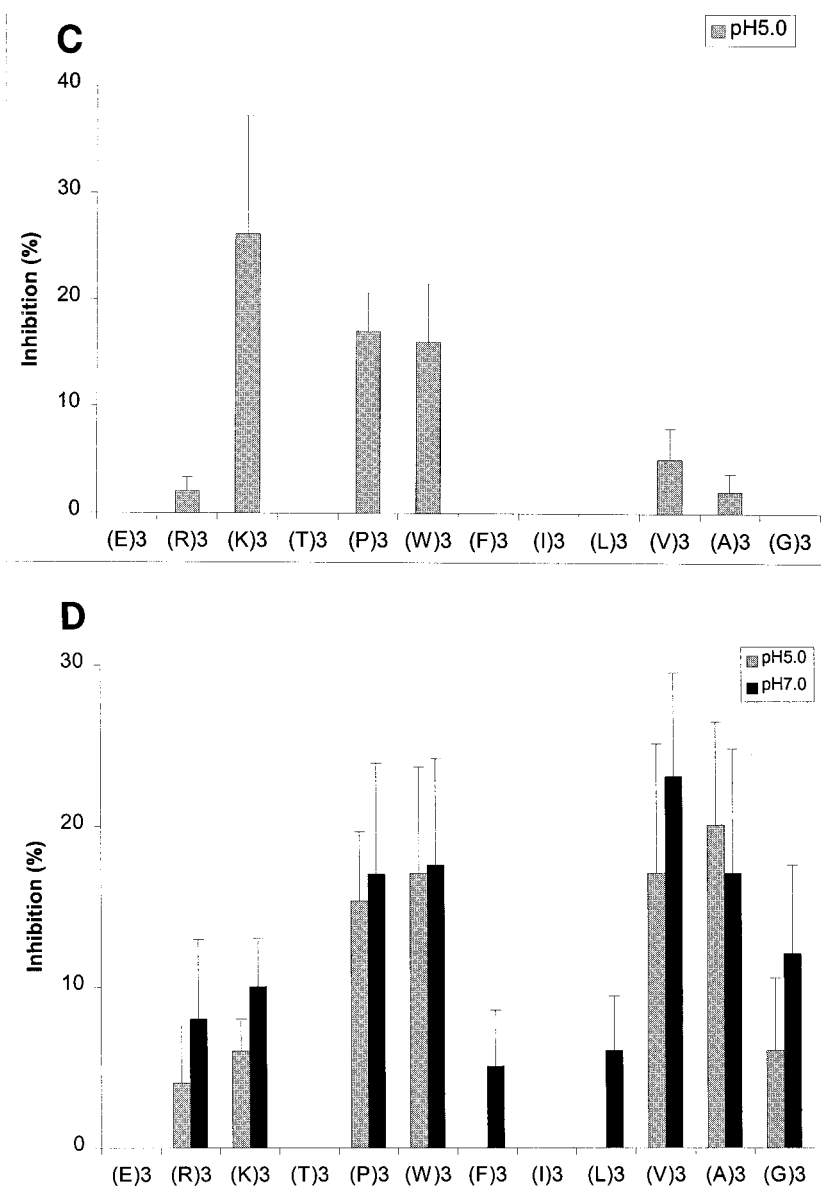 C
pH5.0
40
30
20
10
0
Inhibition (%)
(E)3 (R)3 (K)3 (T)3 (P)3 (W)3 (F)3 (I)3 (L)3 (V)3 (A)3 (G)3
D
pH5.0
pH7.0
30
20
10
0
Inhibition (%)
(E)3 (R)3 (K)3 (T)3 (P)3 (W)3 (F)3 (I)3 (L)3 (V)3 (A)3 (G)3